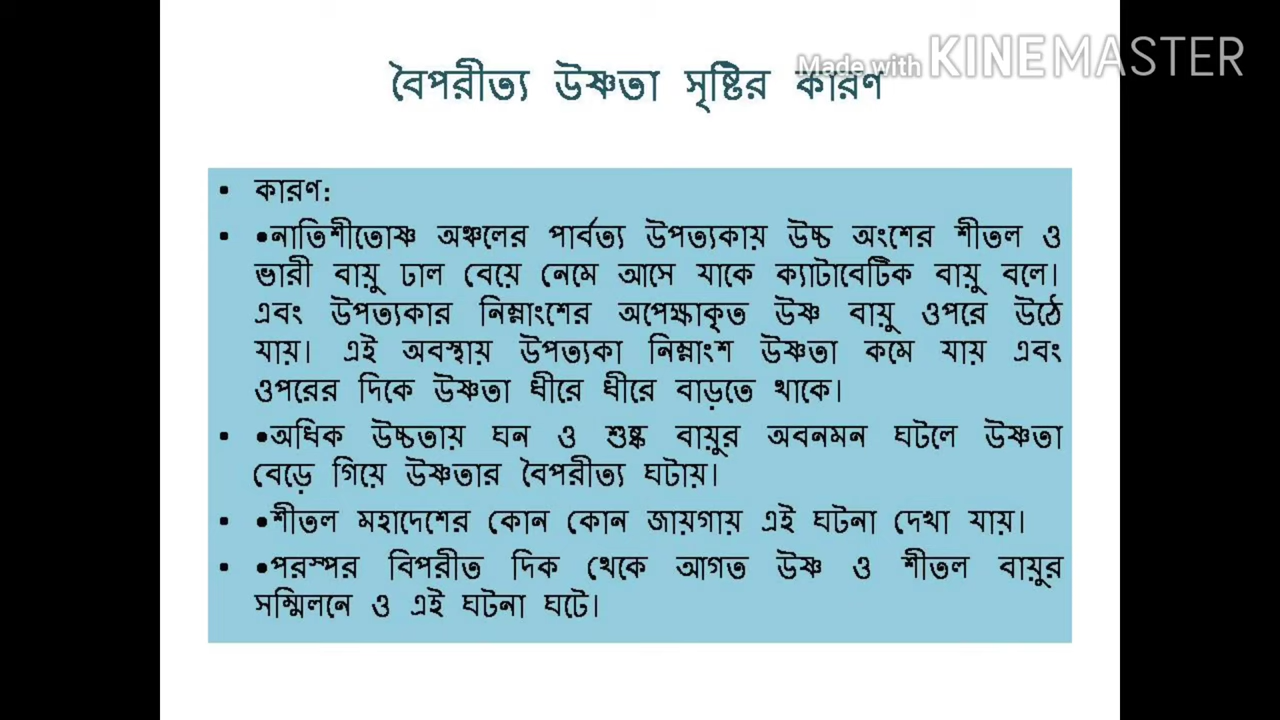 Made with KINEMASTER
বৈপরীত্য উষ্ণতা সৃষ্টির কারণ
• কারণ:
• •নাতিশীতোষ্ণ অঞ্চলের পার্বত্য উপত্যকায় উচ্চ অংশের শীতল ও
ভারী বায়ু ঢাল বেয়ে নেমে আসে যাকে ক্যাটাবেটিক বায়ু বলে।
এবং উপত্যকার নিম্নাংশের অপেক্ষাকৃত উষ্ণ বায়ু ওপরে উঠে
যায়। এই অবস্থায় উপত্যকা নিম্নাংশ উষ্ণতা কমে যায় এবং
ওপরের দিকে উষ্ণতা ধীরে ধীরে বাড়তে থাকে।
• •অধিক উচ্চতায় ঘন ও শুষ্ক বায়ুর অবনমন ঘটলে উষ্ণতা
বেড়ে গিয়ে উষ্ণতার বৈপরীত্য ঘটায়।
• •শীতল মহাদেশের কোন কোন জায়গায় এই ঘটনা দেখা যায়।
• •পরস্পর বিপরীত দিক থেকে আগত উষ্ণ ও শীতল বায়ুর
সম্মিলনে ও এই ঘটনা ঘটে।